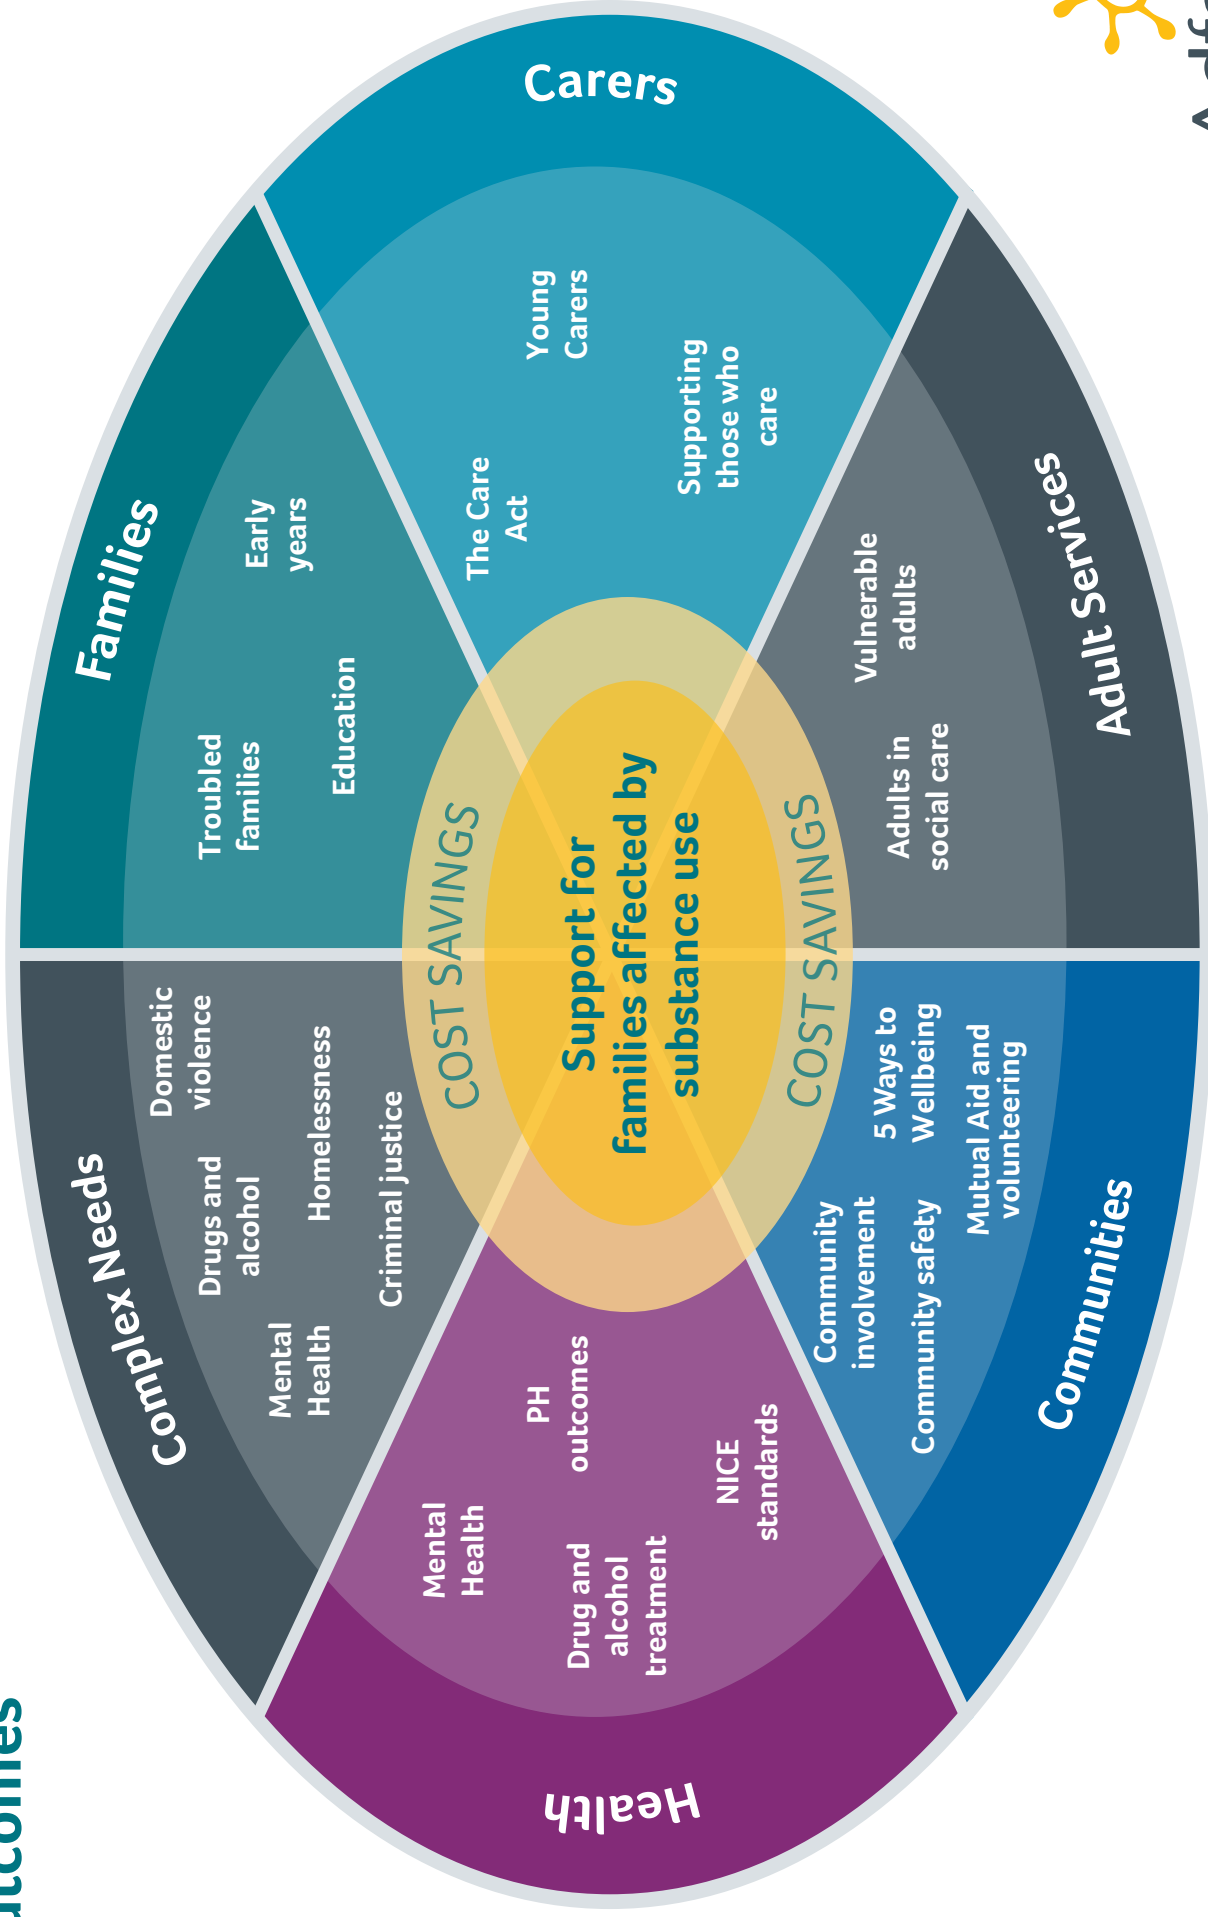 Complex Needs
Domestic
violence
Drugs and
alcohol
Homelessness
Mental
Health
Criminal justice
Families
Troubled
families
Early
years
Education
Carers
The Care
Act
Young
Carers
Supporting
those who
care
Adult Services
Vulnerable
adults
Adults in
social care
Communities
5 Ways to
Wellbeing
Mutual Aid and
volunteering
Community
involvement
Community safety
Health
Mental
Health
PH
outcomes
Drug and
alcohol
treatment
NICE
standards
COST SAVINGS
Support for
families affected by
substance use
COST SAVINGS